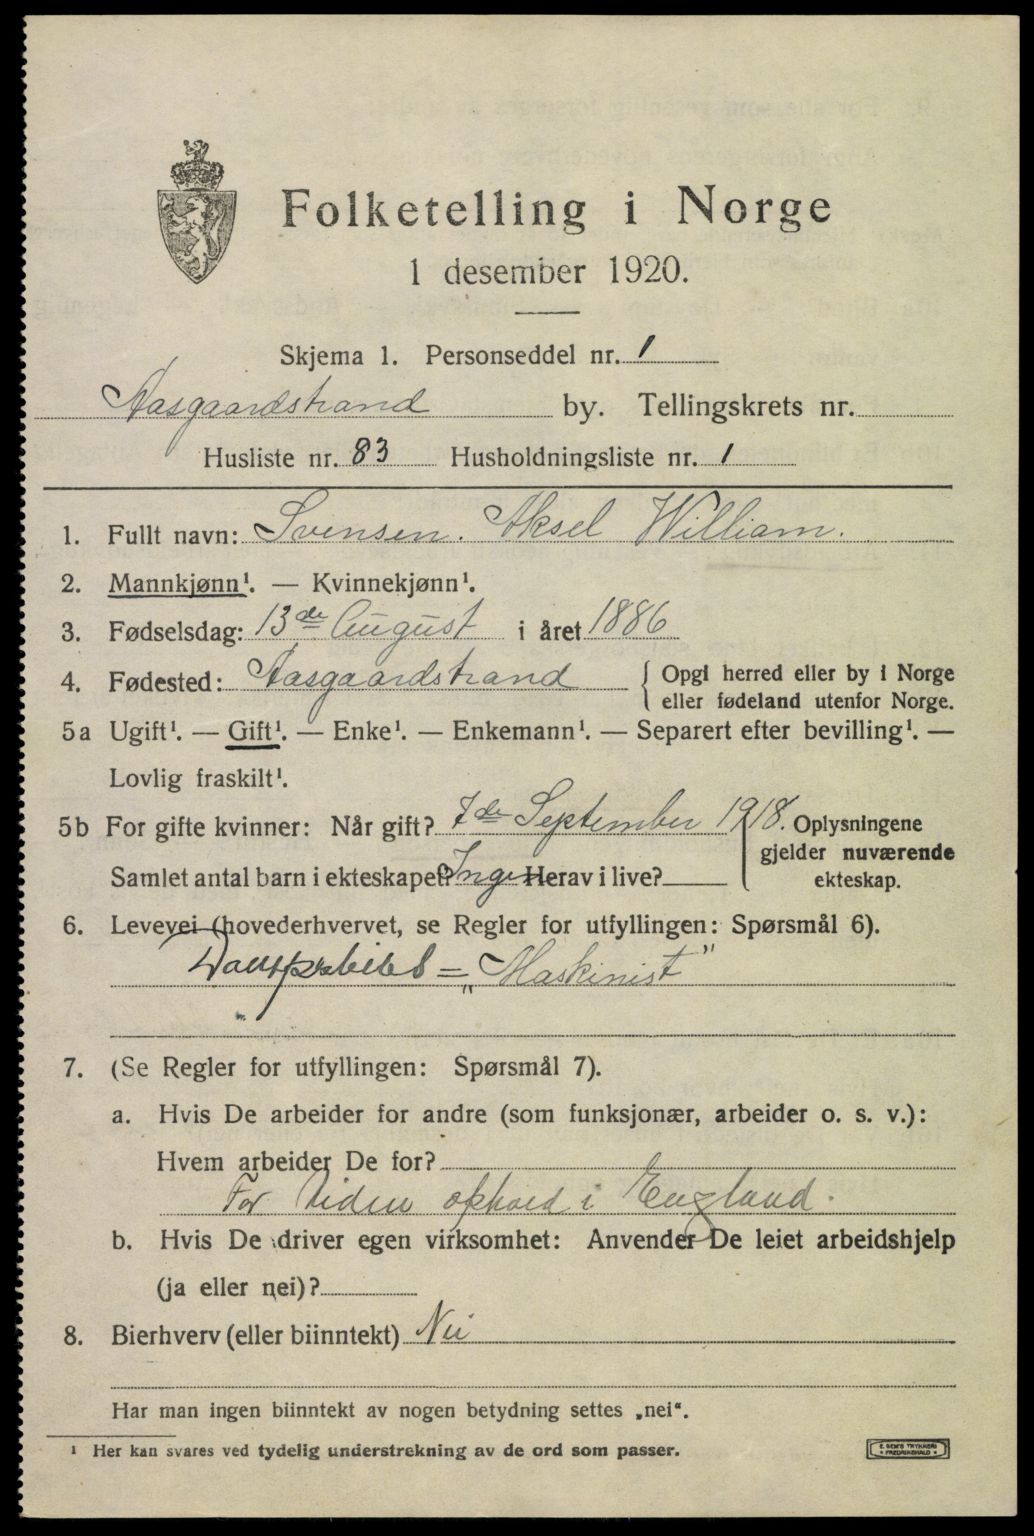 Folketelling i Norge
1 desember 1920.
Skjema 1. Personseddel nr. 1
Aasgaardstrand by. Tellingskrets nr.
Husliste nr. 83 Husholdningsliste nr. 1
1. Fullt navn: Svensen. Aksel William.
2. Mannkjønn¹. — Kvinnekjønn¹.
3. Fødselsdag: 13de August i året 1886
4. Fødested: Aasgaardstrand { Opgi herred eller by i Norge
eller fødeland utenfor Norge.
5a Ugift¹. — Gift¹. — Enke¹. — Enkemann¹. — Separert efter bevilling¹. —
Lovlig fraskilt¹.
5b For gifte kvinner: Når gift? 7de September 1918. Oplysningene
gjelder nuværende
Samlet antal barn i ekteskapet? Ingen Herav i live?
ekteskap.
6. Levevei (hovederhvervet, se Regler for utfyllingen: Spørsmål 6).
= „Maskinist"
7. (Se Regler for utfyllingen: Spørsmål 7).
a. Hvis De arbeider for andre (som funksjonær, arbeider o. s. v.):
Hvem arbeider De for?
For Tiden ophold i England.
b. Hvis De driver egen virksomhet: Anvender De leiet arbeidshjelp
(ja eller nei)?
8. Bierhverv (eller biinntekt) Nei
Har man ingen biinntekt av nogen betydning settes „nei".
¹ Her kan svares ved tydelig understrekning av de ord som passer.
E. SEM'S TRYKKERI
FREDRIKSHALD